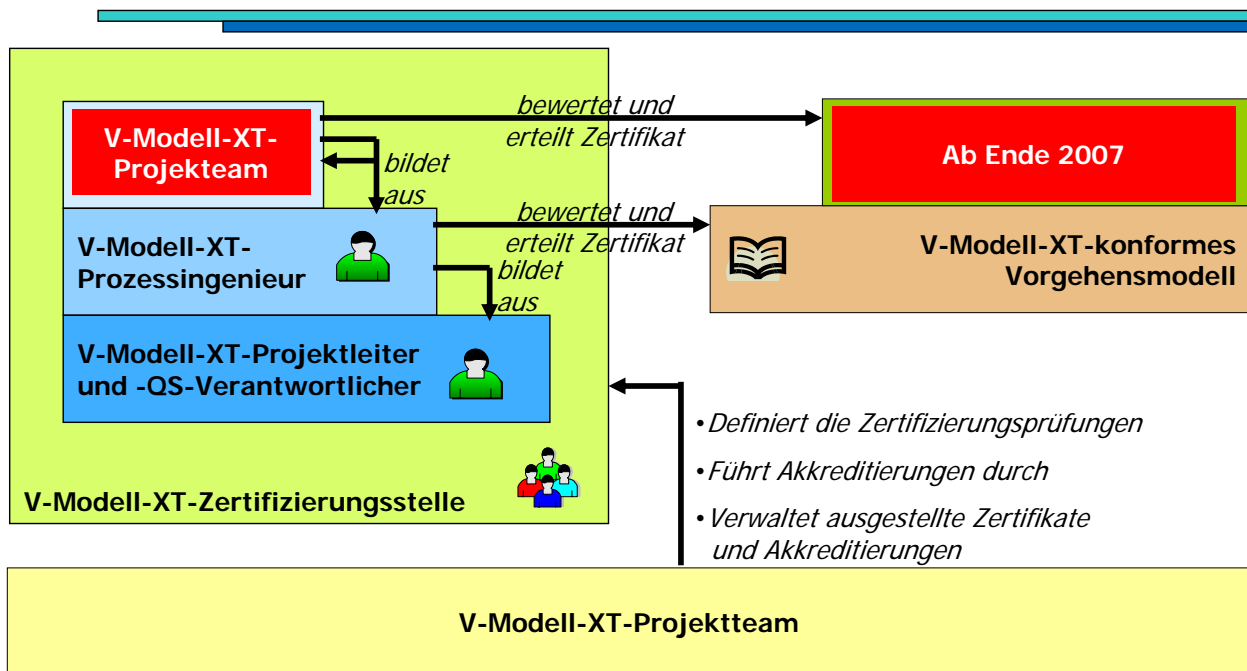 bewertet und
erteilt Zertifikat
V-Modell-XT-
Projekteam
Ab Ende 2007
bildet
aus
bewertet und
erteilt Zertifikat
V-Modell-XT-
Prozessingenieur
V-Modell-XT-konformes
Vorgehensmodell
bildet
aus
V-Modell-XT-Projektleiter
und -QS-Verantwortlicher
V-Modell-XT-Zertifizierungsstelle
• Definiert die Zertifizierungsprüfungen
• Führt Akkreditierungen durch
• Verwaltet ausgestellte Zertifikate
und Akkreditierungen
V-Modell-XT-Projektteam